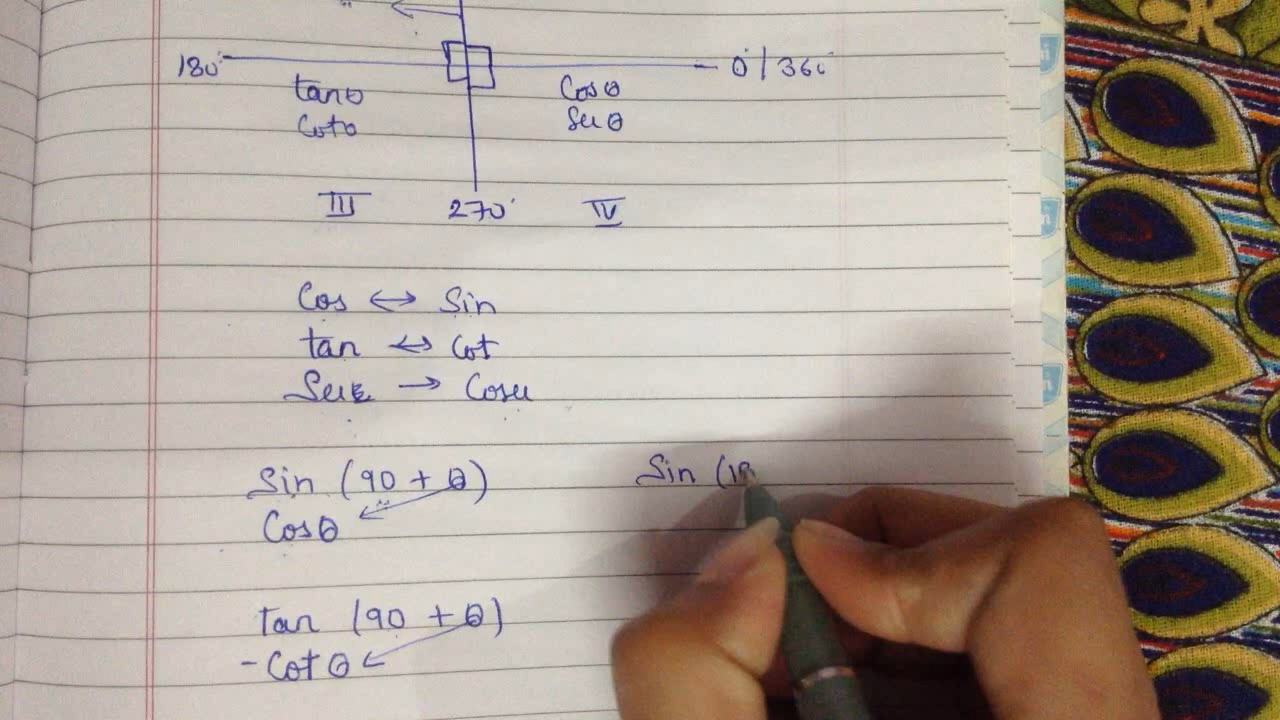 180° 0° / 360°
tanθ Cosθ
Cotθ Secθ
III 270° IV
Cos ↔ Sin
tan ↔ Cot
Sec → Cosec
Sin (90 + θ) Sin (18
Cosθ
tan (90 + θ)
- Cot θ